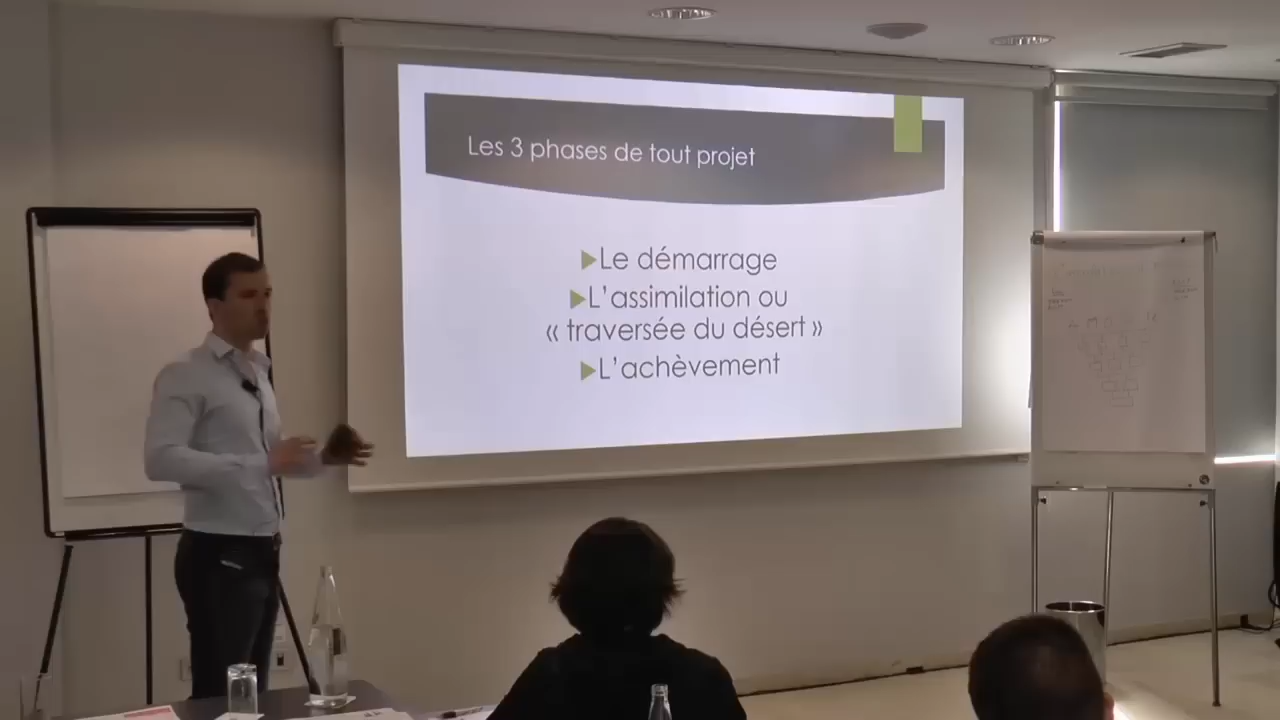 Les 3 phases de tout projet
▶Le démarrage
▶L'assimilation ou
« traversée du désert »
▶L'achèvement